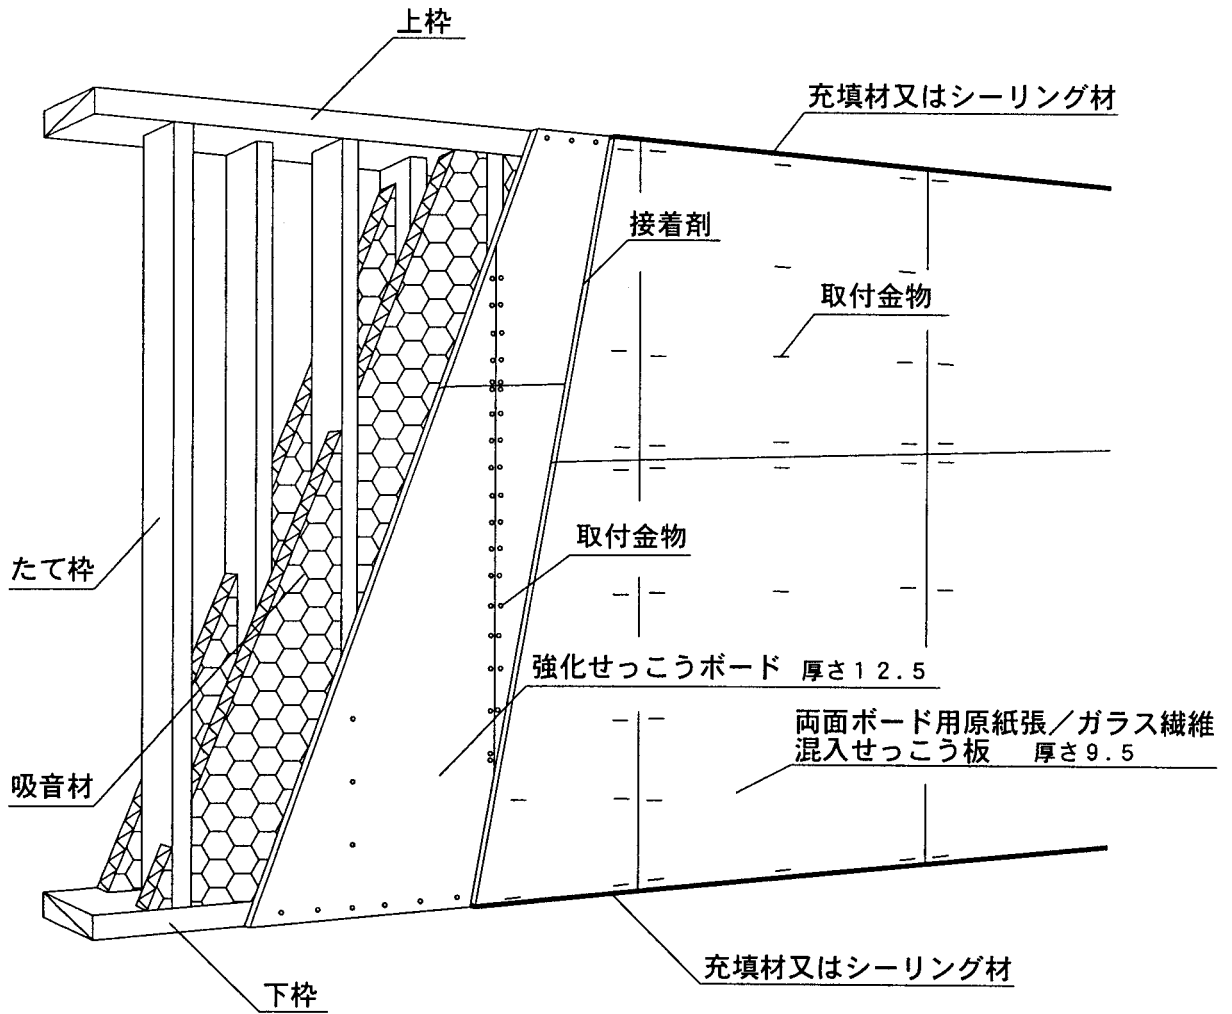 上枠
充填材又はシーリング材
接着剤
取付金物
取付金物
たて枠
強化せっこうボード 厚さ12.5
両面ボード用原紙張／ガラス繊維
混入せっこう板 厚さ9.5
吸音材
充填材又はシーリング材
下枠